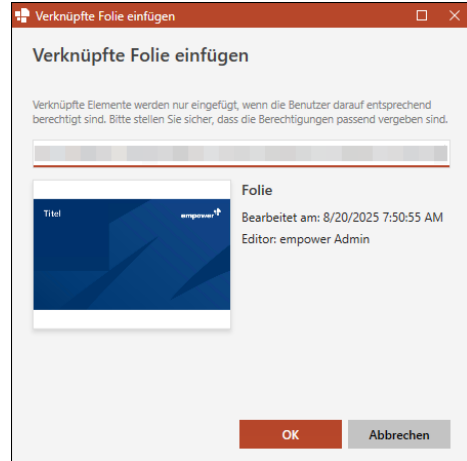 Verknüpfte Folie einfügen
Verknüpfte Folie einfügen
Verknüpfte Elemente werden nur eingefügt, wenn die Benutzer darauf entsprechend
berechtigt sind. Bitte stellen Sie sicher, dass die Berechtigungen passend vergeben sind.
Folie
Titel
empower
Bearbeitet am: 8/20/2025 7:50:55 AM
Editor: empower Admin
OK
Abbrechen